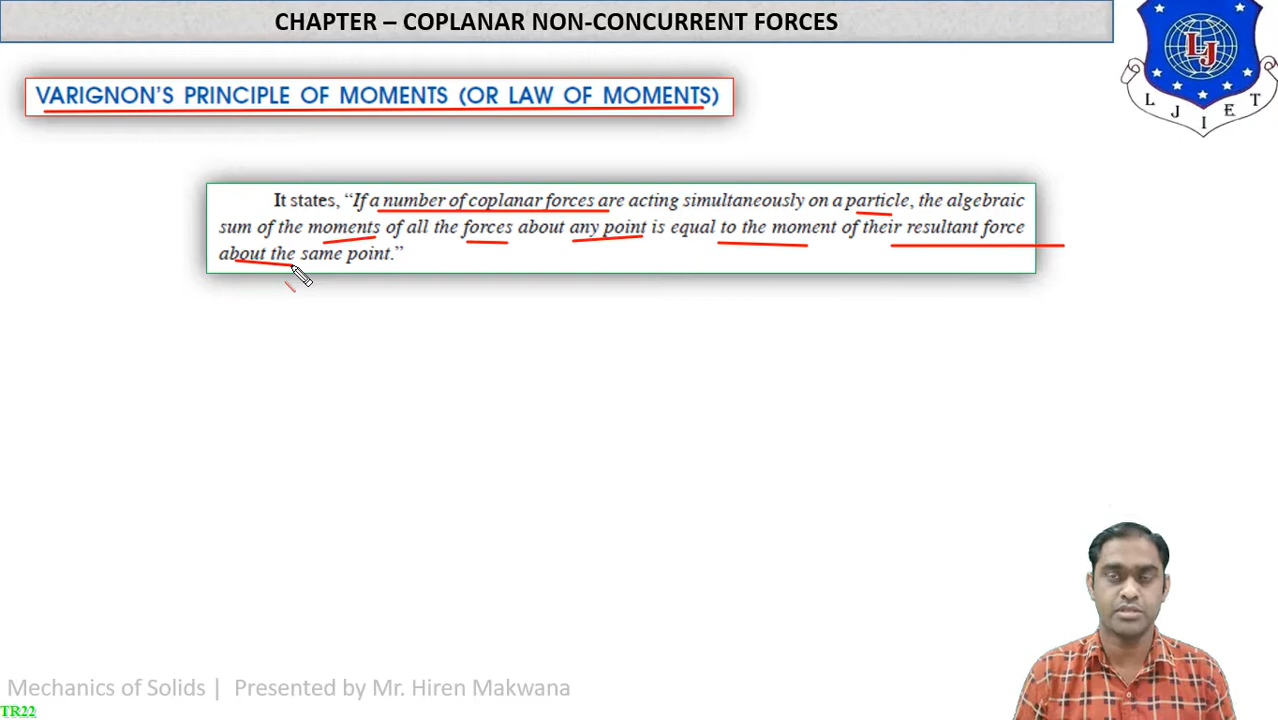 CHAPTER – COPLANAR NON-CONCURRENT FORCES
VARIGNON'S PRINCIPLE OF MOMENTS (OR LAW OF MOMENTS)
LJ
L J I E T
It states, “If a number of coplanar forces are acting simultaneously on a particle, the algebraic
sum of the moments of all the forces about any point is equal to the moment of their resultant force
about the same point.”
Mechanics of Solids | Presented by Mr. Hiren Makwana
TR22